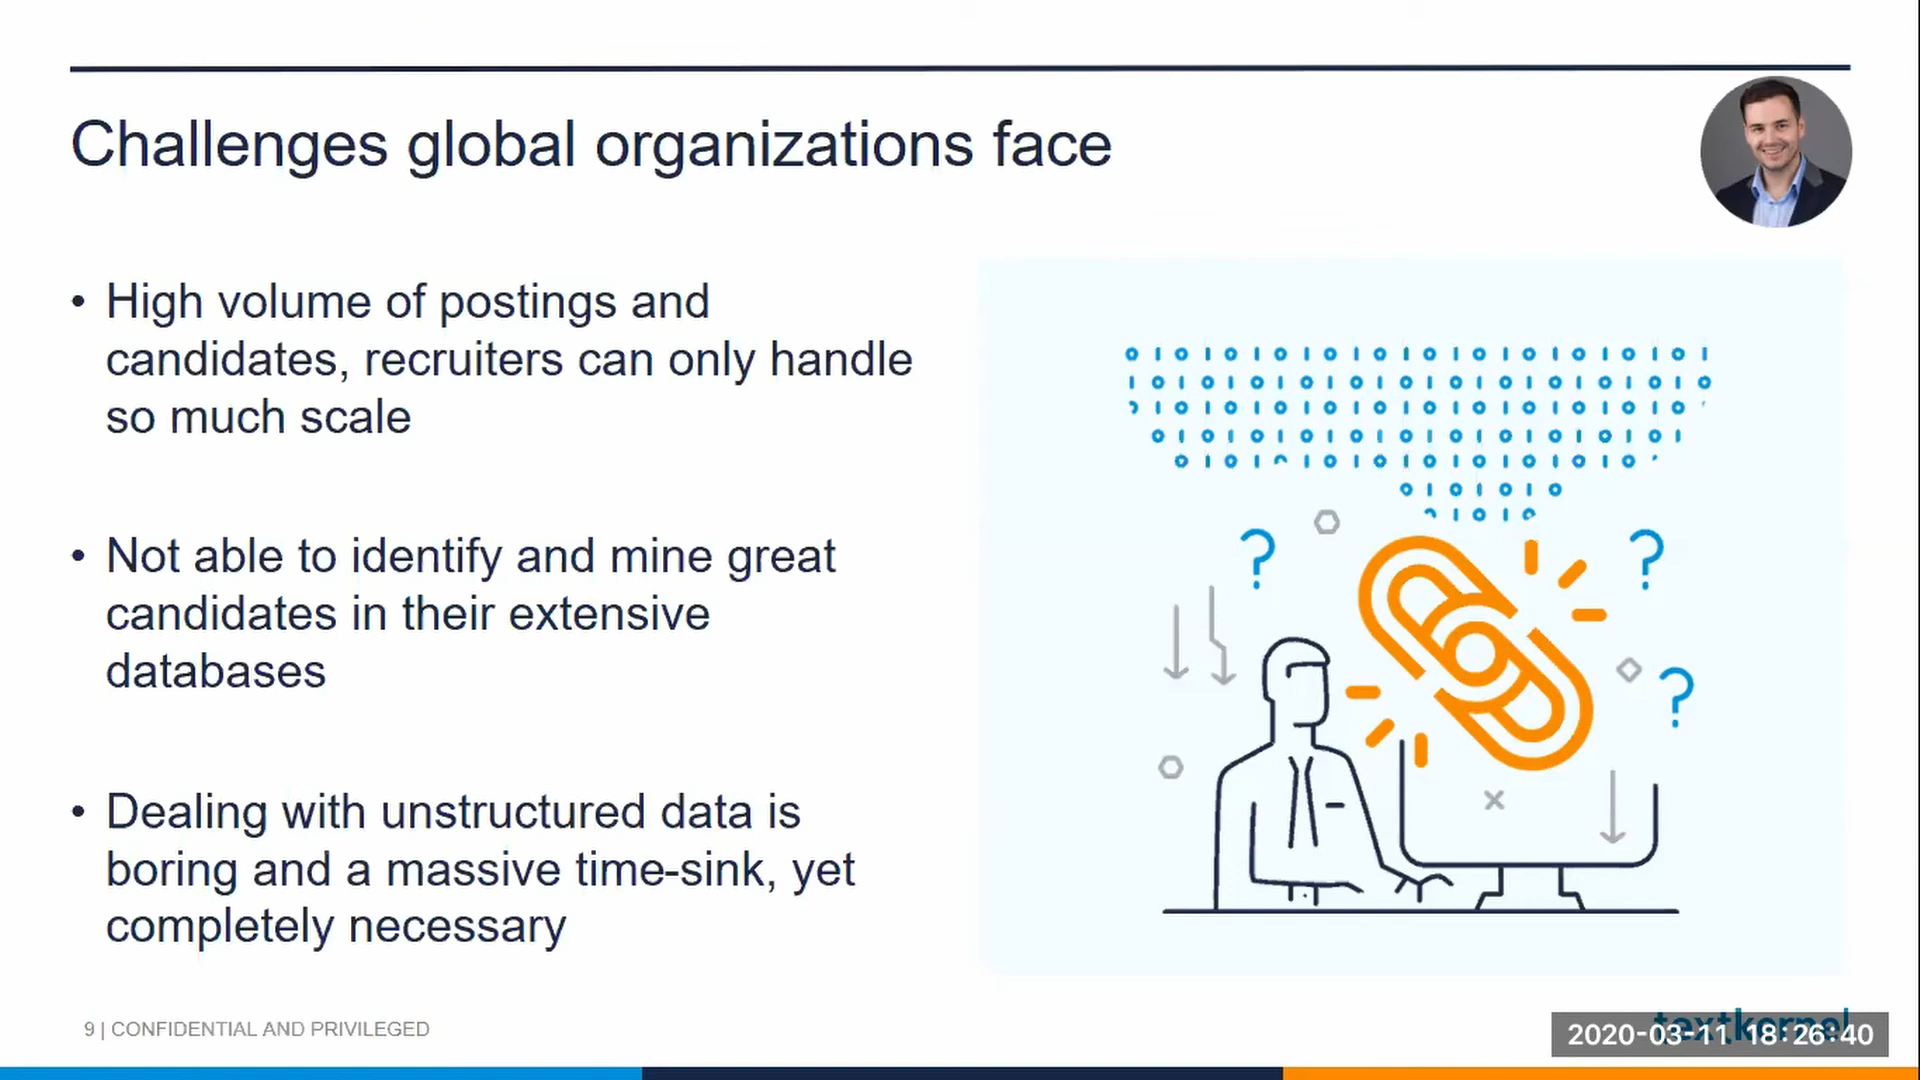 Challenges global organizations face
• High volume of postings and
candidates, recruiters can only handle
so much scale
• Not able to identify and mine great
candidates in their extensive
databases
• Dealing with unstructured data is
boring and a massive time-sink, yet
completely necessary
9 | CONFIDENTIAL AND PRIVILEGED
textkernel
2020-03-11 18:26:40